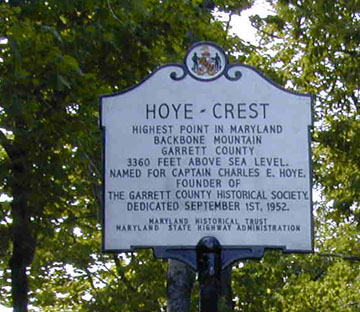 HOYE - CREST
HIGHEST POINT IN MARYLAND
BACKBONE MOUNTAIN
GARRETT COUNTY
3360 FEET ABOVE SEA LEVEL.
NAMED FOR CAPTAIN CHARLES E. HOYE,
FOUNDER OF
THE GARRETT COUNTY HISTORICAL SOCIETY.
DEDICATED SEPTEMBER 1ST, 1952.
MARYLAND HISTORICAL TRUST
MARYLAND STATE HIGHWAY ADMINISTRATION